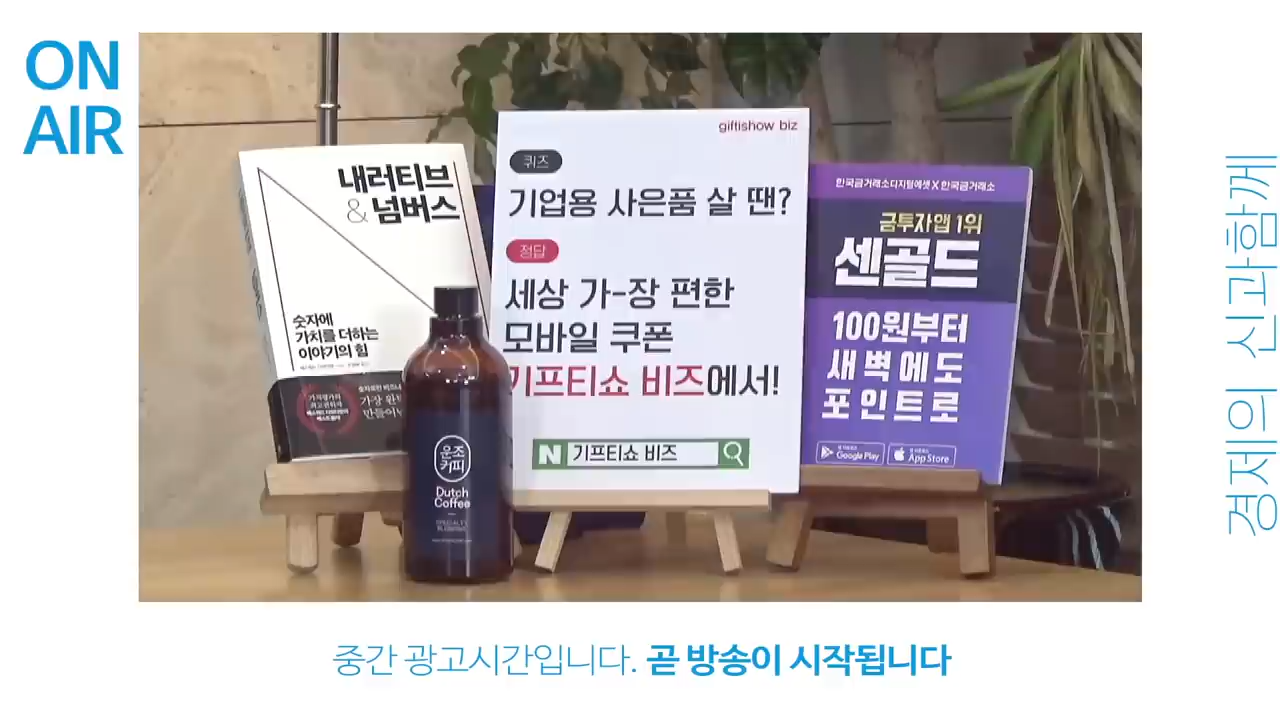 ON
AIR
내러티브
& 넘버스
숫자에
가치를 더하는
이야기의 힘
운조
커피
Dutch
Coffee
giftishow biz
퀴즈
기업용 사은품 살 땐?
정답
세상 가-장 편한
모바일 쿠폰
기프티쇼 비즈에서!
N 기프티쇼 비즈
한국금거래소디지털에셋 X 한국금거래소
금투자앱 1위
센골드
100원부터
새벽에도
포인트로
Google Play
App Store
경제의 신과함께
중간 광고시간입니다. 곧 방송이 시작됩니다